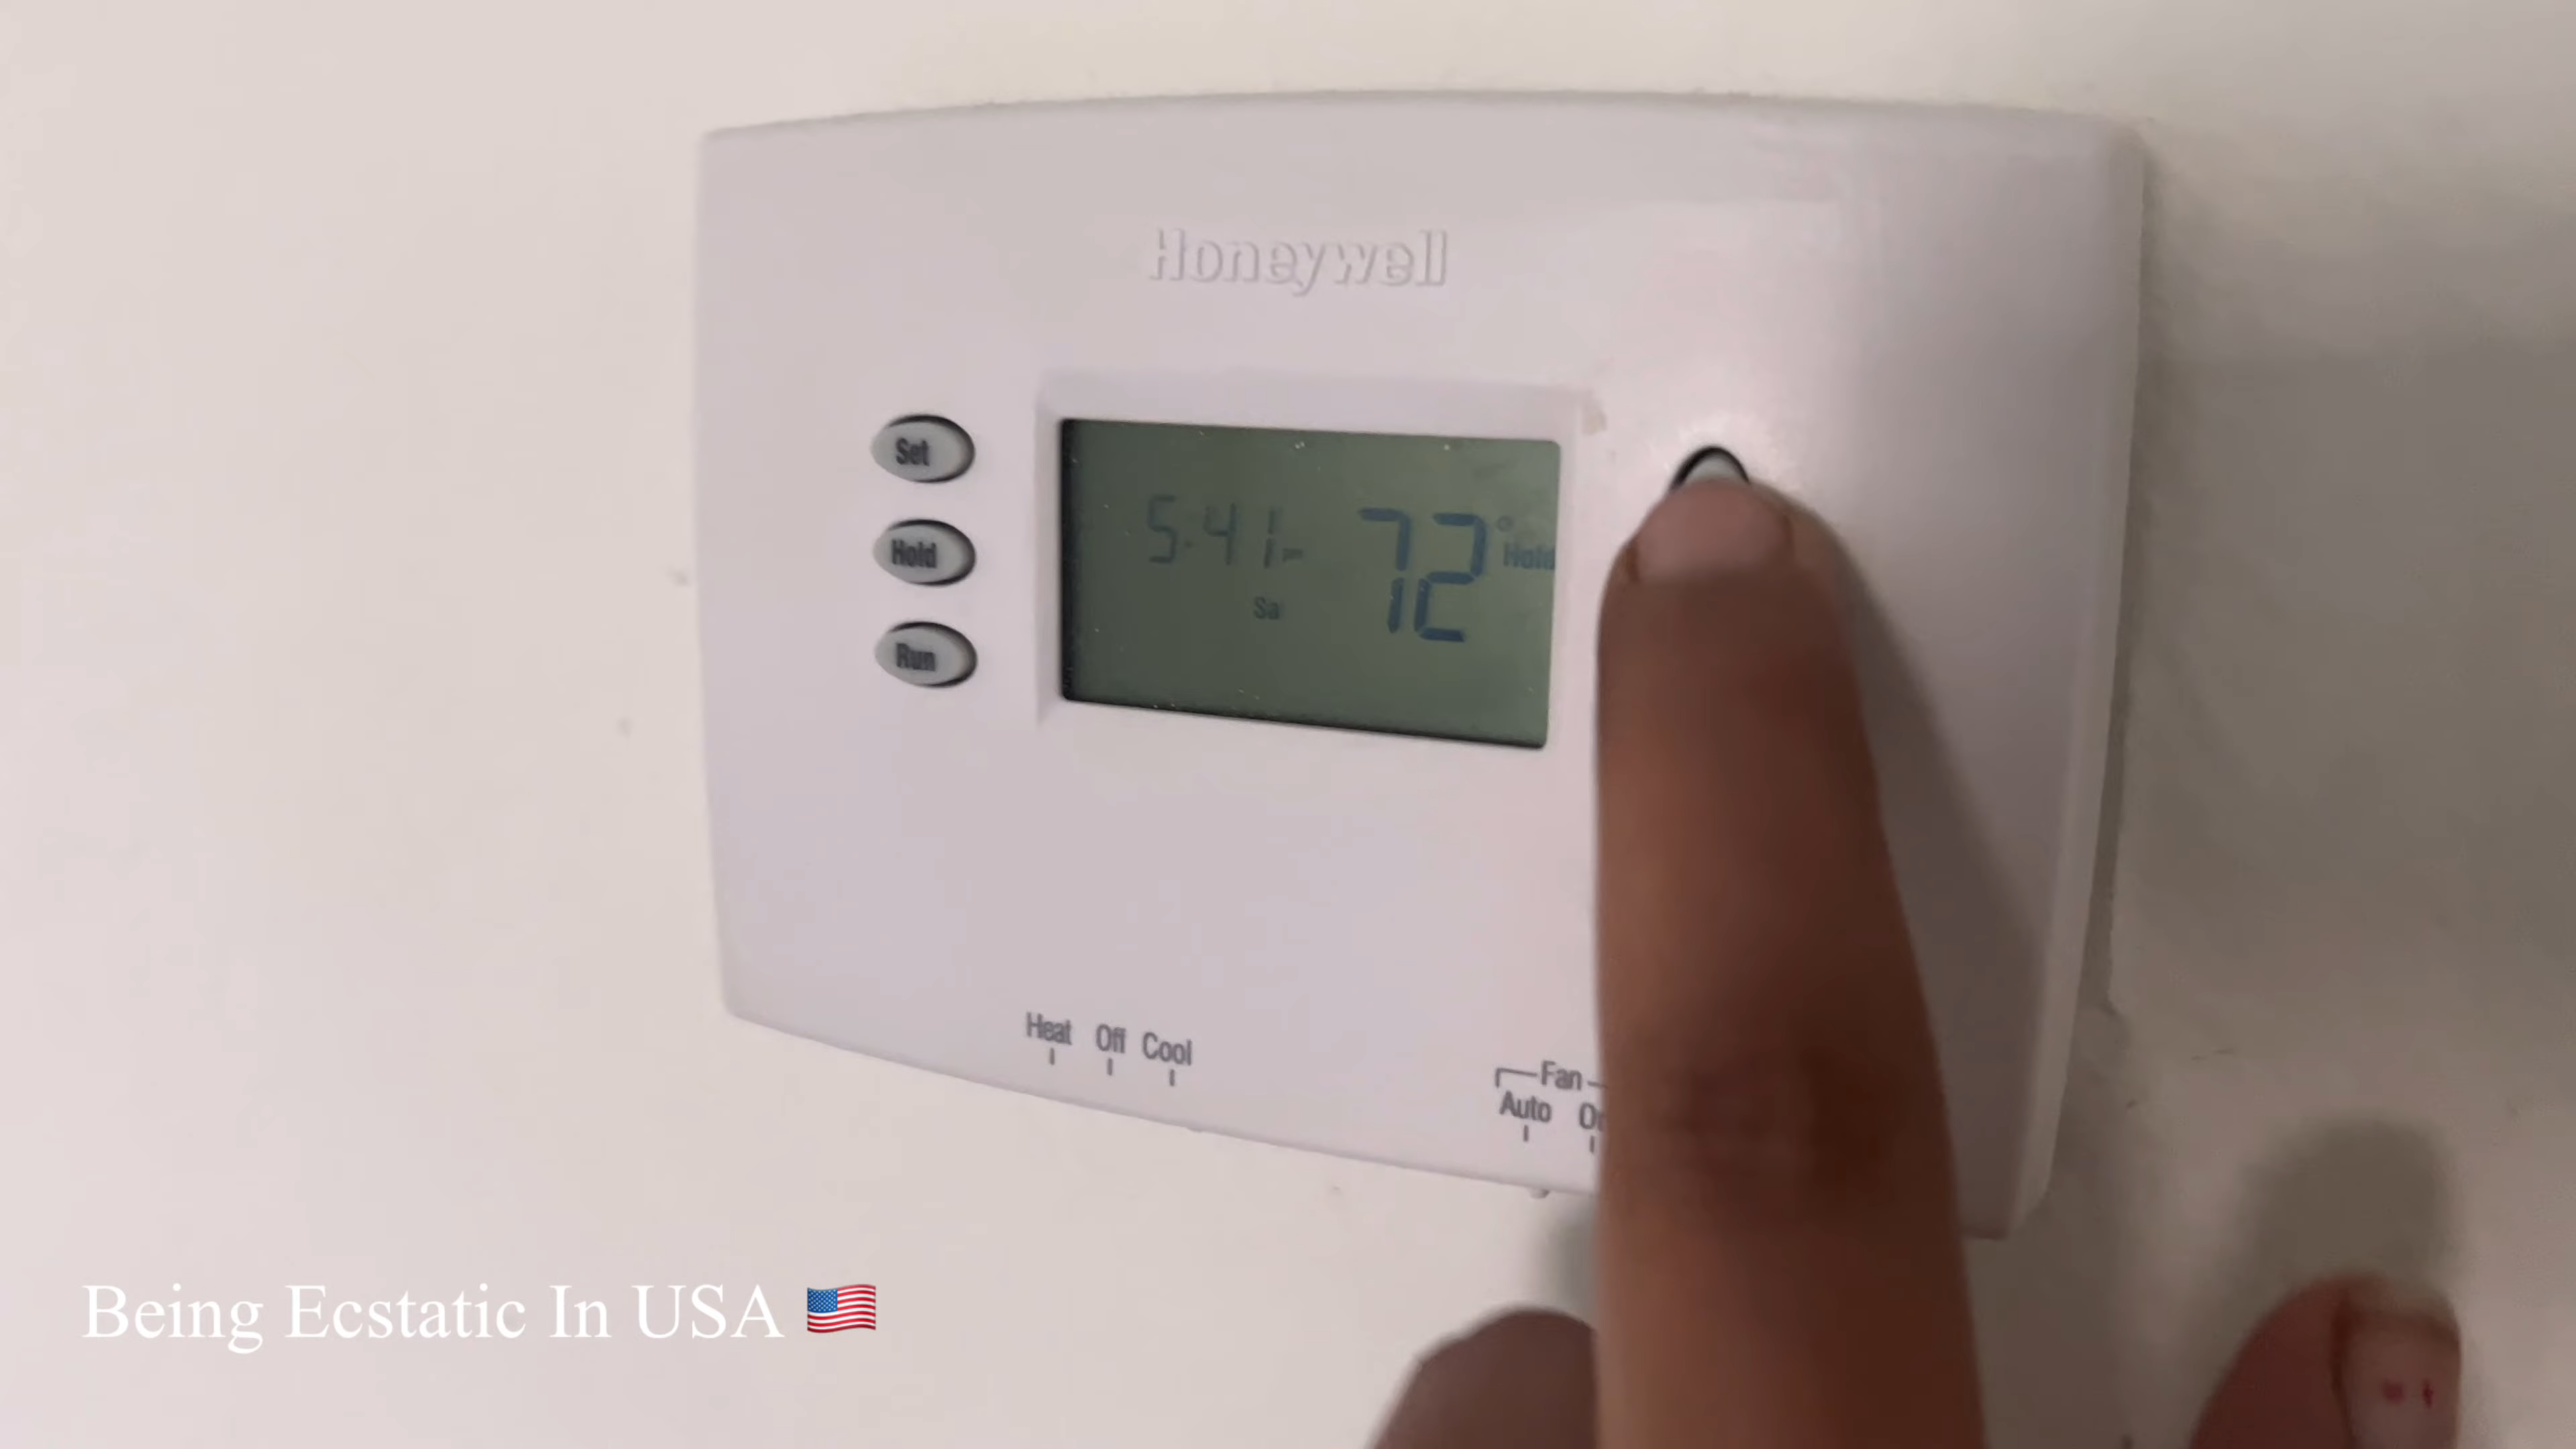 Honeywell
Set
Hold
Run
5:41 72° Hold
Sa
Heat Off Cool
Fan
Auto
Being Ecstatic In USA 🇺🇸